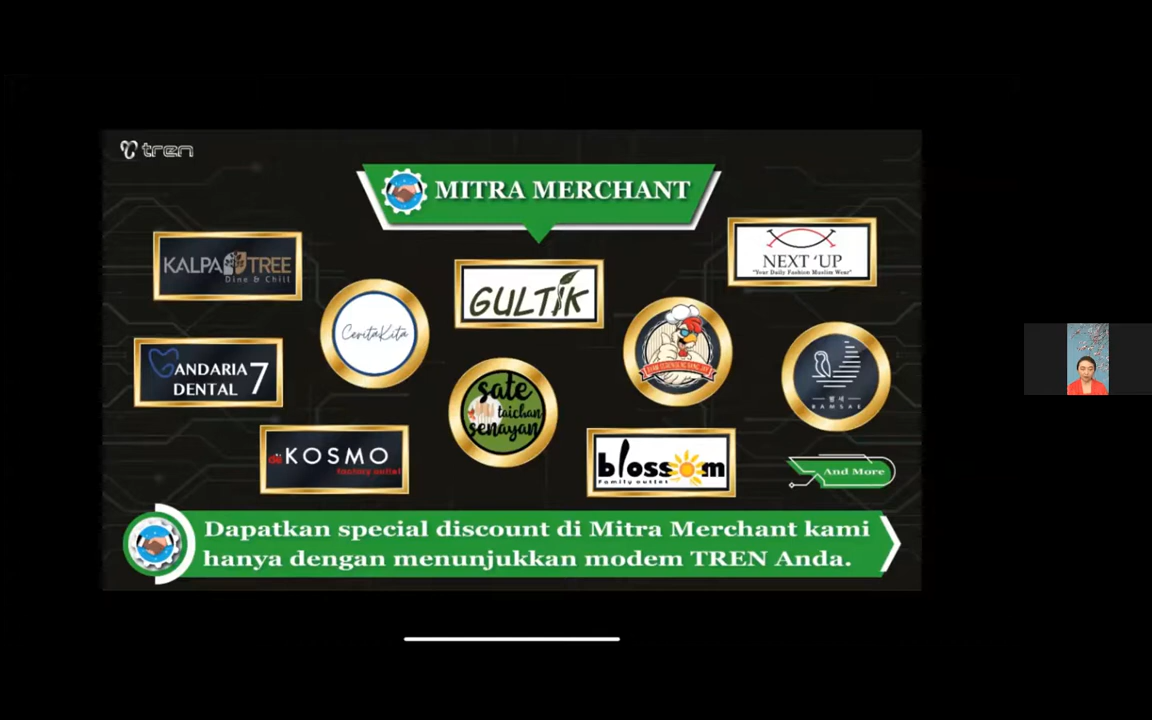 tren
MITRA MERCHANT
KALPA TREE
Dine & Chill
NEXT 'UP
"Your Daily Fashion Muslim Wear"
GULTIK
CeritaKita
GANDARIA
DENTAL 7
sate
taichan
senayan
RAMSAE
KOSMO
factory outlet
blossom
Family outlet
And More
Dapatkan special discount di Mitra Merchant kami
hanya dengan menunjukkan modem TREN Anda.